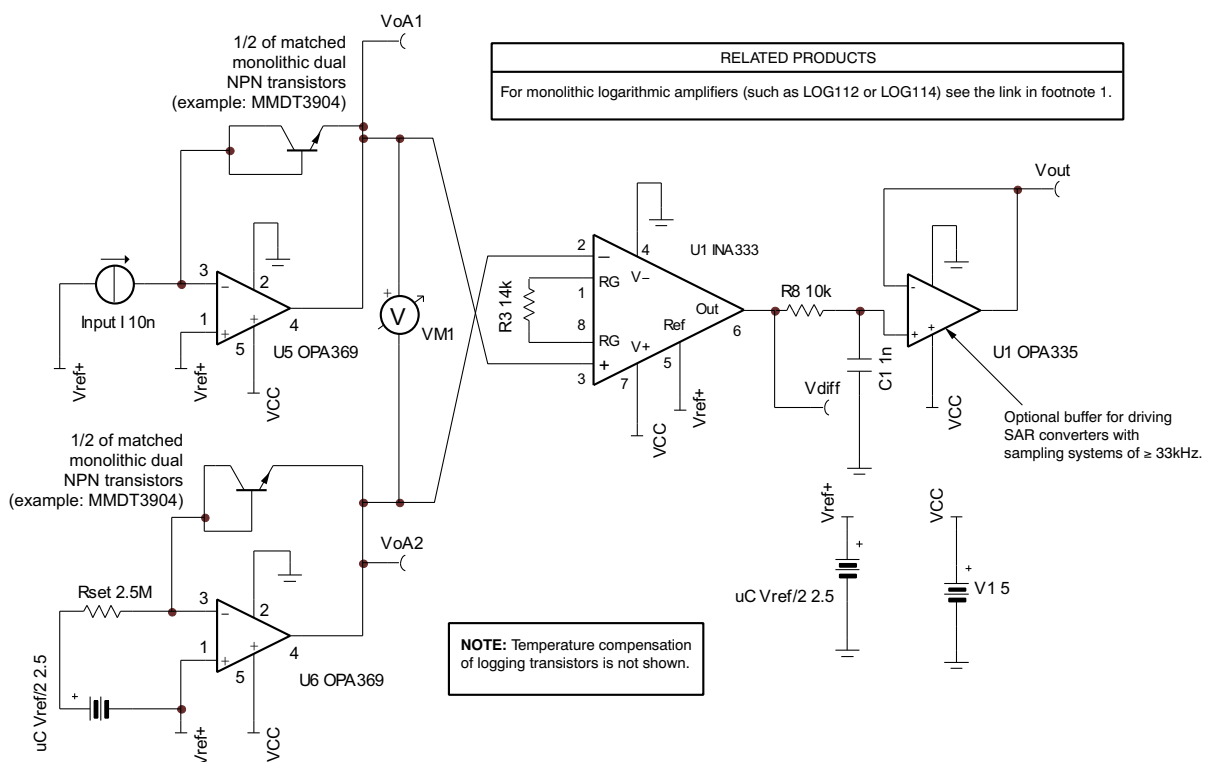 VoA1
1/2 of matched
monolithic dual
NPN transistors
(example: MMDT3904)
RELATED PRODUCTS
For monolithic logarithmic amplifiers (such as LOG112 or LOG114) see the link in footnote 1.
Vout
2
4
U1 INA333
V−
−
RG
1
R3 14k
8
RG
+
3
V+
7
Ref
5
Out
6
R8 10k
C1 1n
-
+
+
U1 OPA335
Vref+
VCC
Vdiff
VCC
Optional buffer for driving
SAR converters with
sampling systems of ≥ 33kHz.
3
−
2
Input I 10n
1
+
+
4
5
U5 OPA369
Vref+
Vref+
VCC
+
V
VM1
1/2 of matched
monolithic dual
NPN transistors
(example: MMDT3904)
VoA2
Rset 2.5M
3
−
2
1
+
+
4
5
U6 OPA369
uC Vref/2 2.5
+
Vref+
VCC
NOTE: Temperature compensation
of logging transistors is not shown.
Vref+
+
uC Vref/2 2.5
VCC
+
V1 5